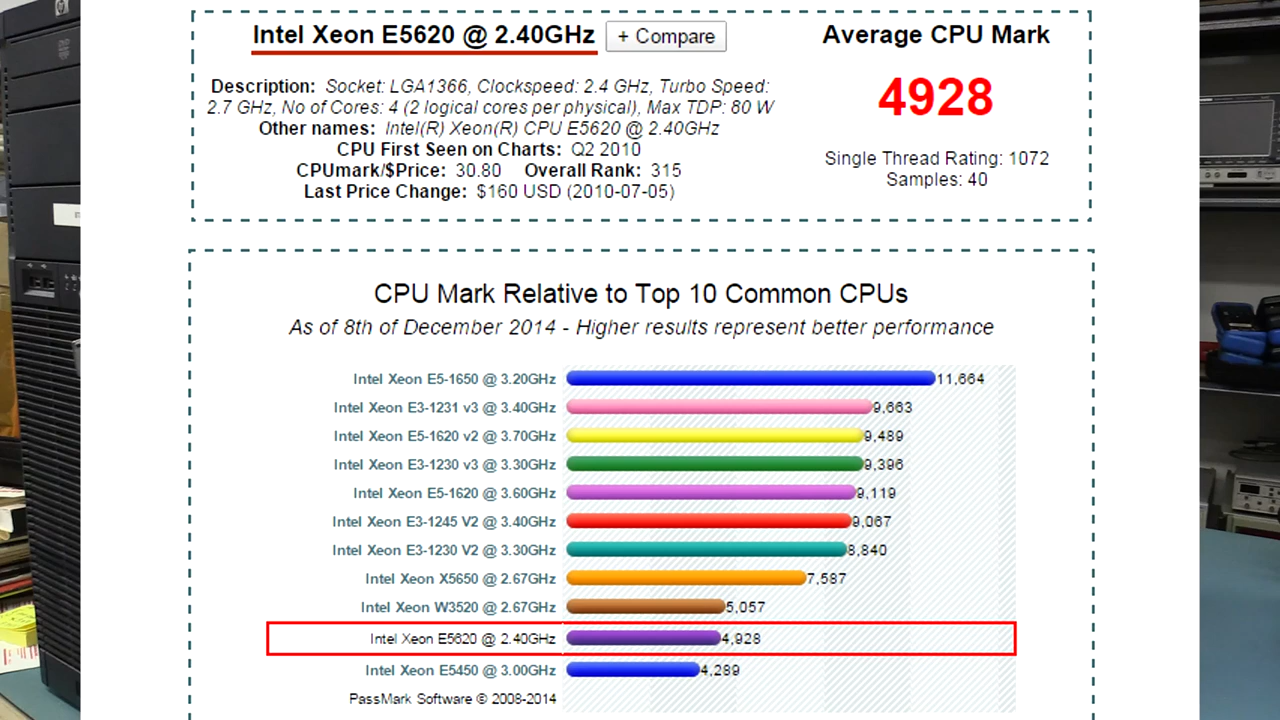 Intel Xeon E5620 @ 2.40GHz
+ Compare
Average CPU Mark
Description: Socket: LGA1366, Clockspeed: 2.4 GHz, Turbo Speed:
2.7 GHz, No of Cores: 4 (2 logical cores per physical), Max TDP: 80 W
Other names: Intel(R) Xeon(R) CPU E5620 @ 2.40GHz
CPU First Seen on Charts: Q2 2010
CPUmark/$Price: 30.80 Overall Rank: 315
Last Price Change: $160 USD (2010-07-05)
4928
Single Thread Rating: 1072
Samples: 40
CPU Mark Relative to Top 10 Common CPUs
As of 8th of December 2014 - Higher results represent better performance
Intel Xeon E5-1650 @ 3.20GHz 11,664
Intel Xeon E3-1231 v3 @ 3.40GHz 9,663
Intel Xeon E5-1620 v2 @ 3.70GHz 9,489
Intel Xeon E3-1230 v3 @ 3.30GHz 9,396
Intel Xeon E5-1620 @ 3.60GHz 9,119
Intel Xeon E3-1245 V2 @ 3.40GHz 9,067
Intel Xeon E3-1230 V2 @ 3.30GHz 8,840
Intel Xeon X5650 @ 2.67GHz 7,587
Intel Xeon W3520 @ 2.67GHz 5,057
Intel Xeon E5620 @ 2.40GHz 4,928
Intel Xeon E5450 @ 3.00GHz 4,289
PassMark Software © 2008-2014